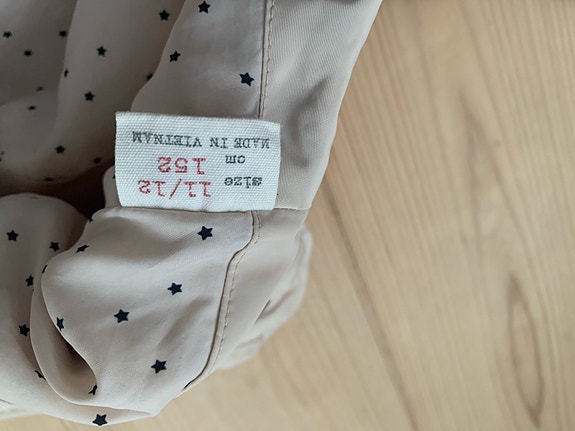 size 11/12
cm 152
MADE IN VIETNAM